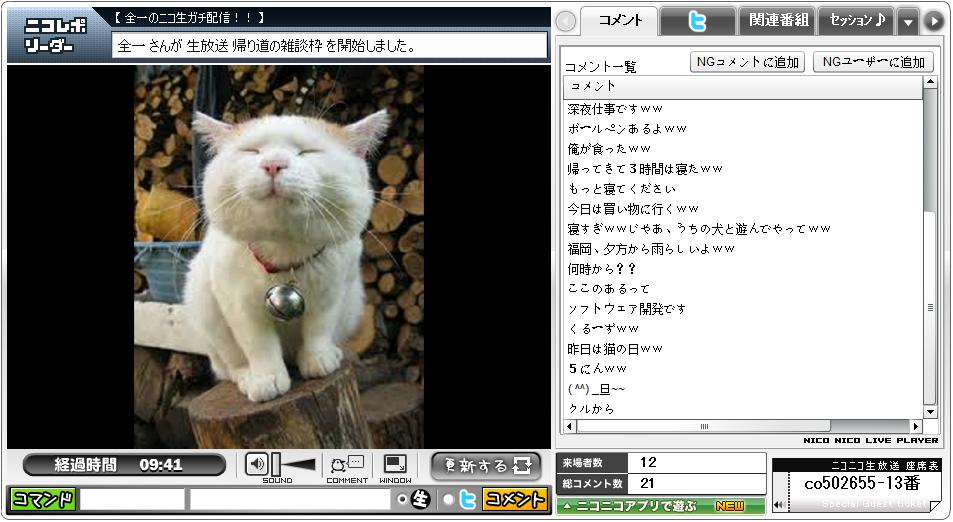 ニコレポ
リーダー
【 全一のニコ生ガチ配信！！ 】
全一 さんが 生放送 帰り道の雑談枠 を開始しました。
コメント
関連番組
セッション♪
コメント一覧
NGコメントに追加
NGユーザーに追加
コメント
深夜仕事ですｗｗ
ボールペンあるよｗｗ
俺が食ったｗｗ
帰ってきて３時間は寝たｗｗ
もっと寝てください
今日は買い物に行くｗｗ
寝すぎｗｗじゃあ、うちの犬と遊んでやってｗｗ
福岡、夕方から雨らしいよｗｗ
何時から？？
ここのあるって
ソフトウェア開発です
くる～ずｗｗ
昨日は猫の日ｗｗ
５にんｗｗ
( ^^) _旦~~
クルから
NICO NICO LIVE PLAYER
経過時間 09:41
SOUND
COMMENT
WINDOW
更新する
コマンド
生
コメント
来場者数 12
総コメント数 21
ニコニコアプリで遊ぶ NEW
ニコニコ生放送 座席表
co502655-13番
Special Guest Ticket